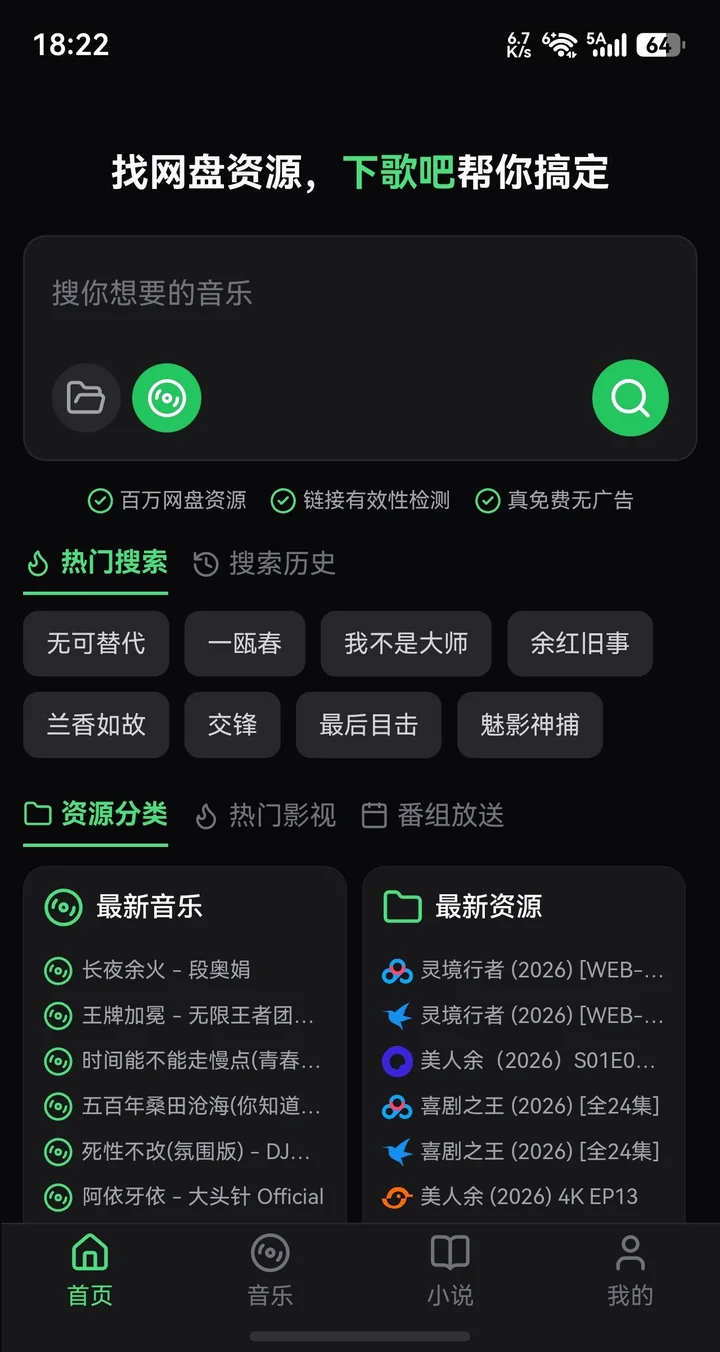 18:22
6.7 K/s 6+ 5A 64
找网盘资源，下歌吧帮你搞定
搜你想要的音乐
百万网盘资源 链接有效性检测 真免费无广告
热门搜索 搜索历史
无可替代 一瓯春 我不是大师 余红旧事
兰香如故 交锋 最后目击 魅影神捕
资源分类 热门影视 番组放送
最新音乐
长夜余火 - 段奥娟
王牌加冕 - 无限王者团...
时间能不能走慢点(青春...
五百年桑田沧海(你知道...
死性不改(氛围版) - DJ...
阿依牙依 - 大头针 Official
最新资源
灵境行者 (2026) [WEB-...
灵境行者 (2026) [WEB-...
美人余（2026）S01E0...
喜剧之王 (2026) [全24集]
喜剧之王 (2026) [全24集]
美人余 (2026) 4K EP13
首页 音乐 小说 我的